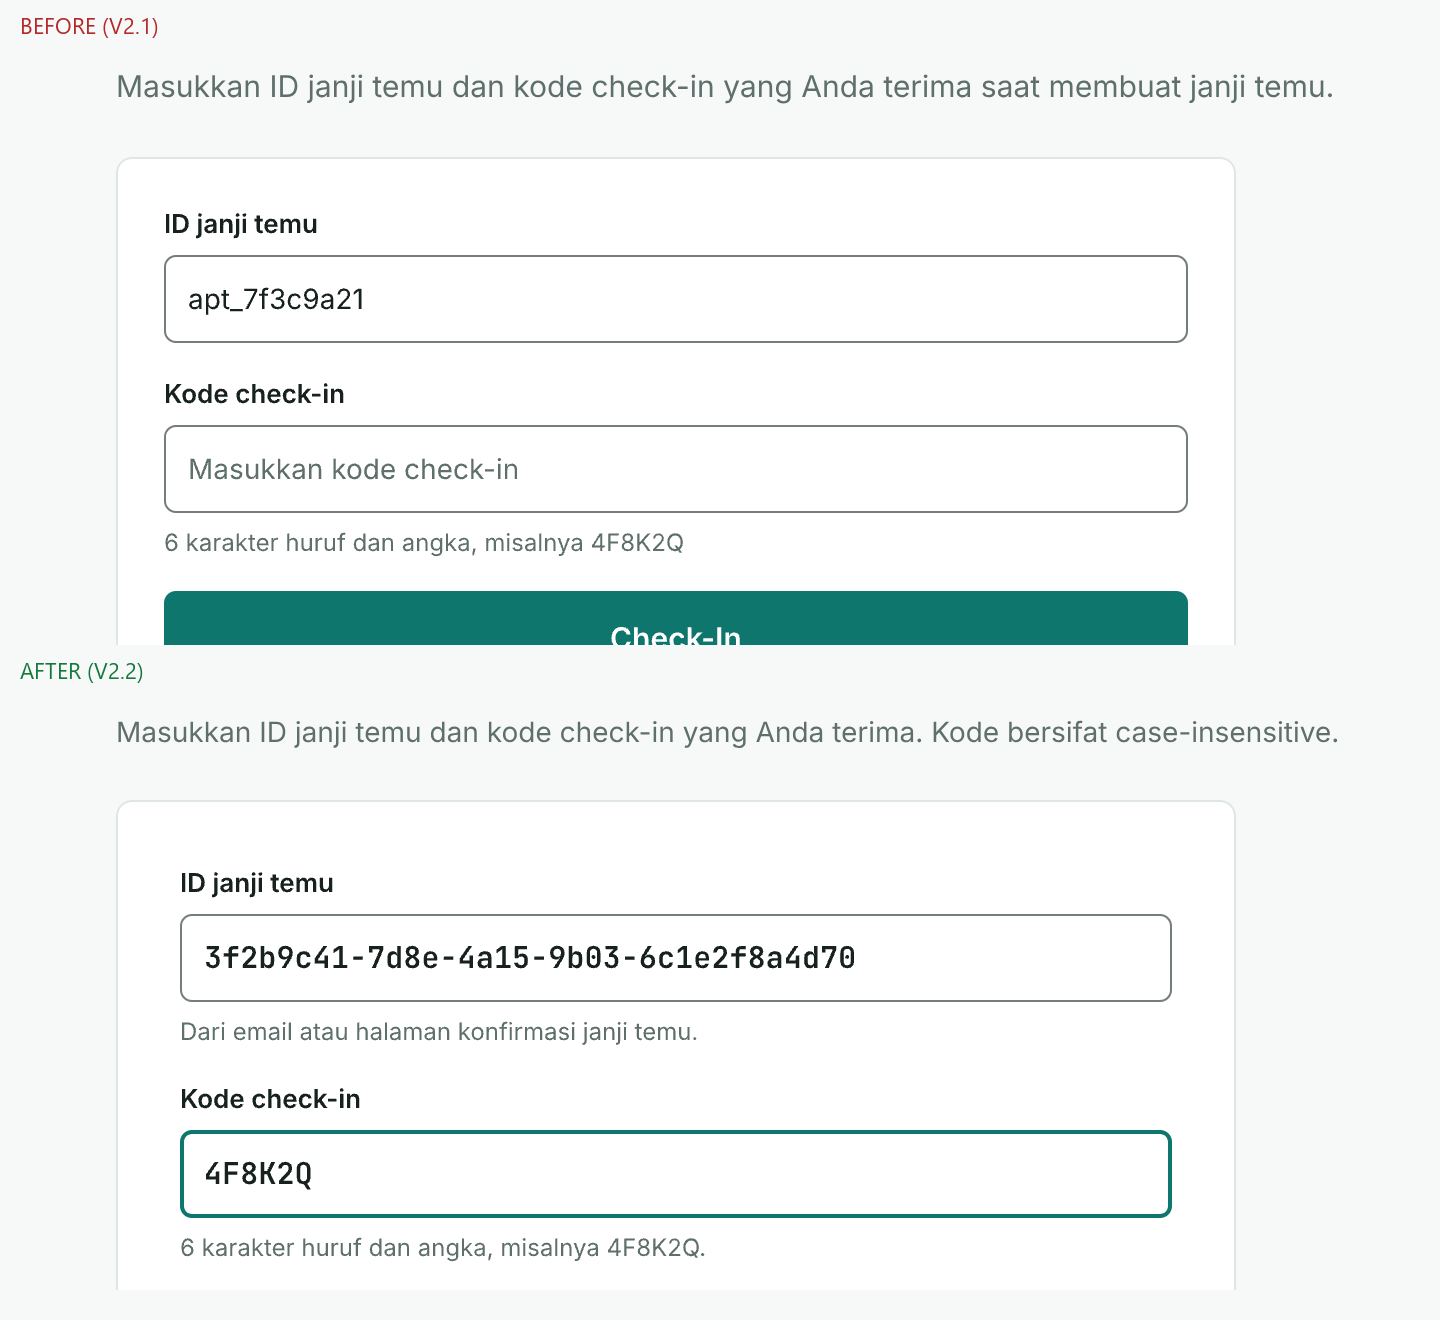 BEFORE (V2.1)
Masukkan ID janji temu dan kode check-in yang Anda terima saat membuat janji temu.
ID janji temu
apt_7f3c9a21
Kode check-in
Masukkan kode check-in
6 karakter huruf dan angka, misalnya 4F8K2Q
Check-In
AFTER (V2.2)
Masukkan ID janji temu dan kode check-in yang Anda terima. Kode bersifat case-insensitive.
ID janji temu
3f2b9c41-7d8e-4a15-9b03-6c1e2f8a4d70
Dari email atau halaman konfirmasi janji temu.
Kode check-in
4F8K2Q
6 karakter huruf dan angka, misalnya 4F8K2Q.